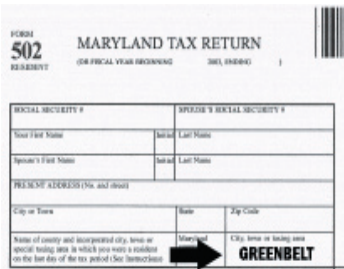 FORM
502
RESIDENT
MARYLAND TAX RETURN
(OR FISCAL YEAR BEGINNING 2003, ENDING )
SOCIAL SECURITY #
SPOUSE'S SOCIAL SECURITY #
Your First Name
Initial
Last Name
Spouse's First Name
Initial
Last Name
PRESENT ADDRESS (No. and street)
City or Town
State
Zip Code
Name of county and incorporated city, town or
special taxing area in which you were a resident
on the last day of the tax period (See Instructions)
Maryland
City, town or taxing area
GREENBELT